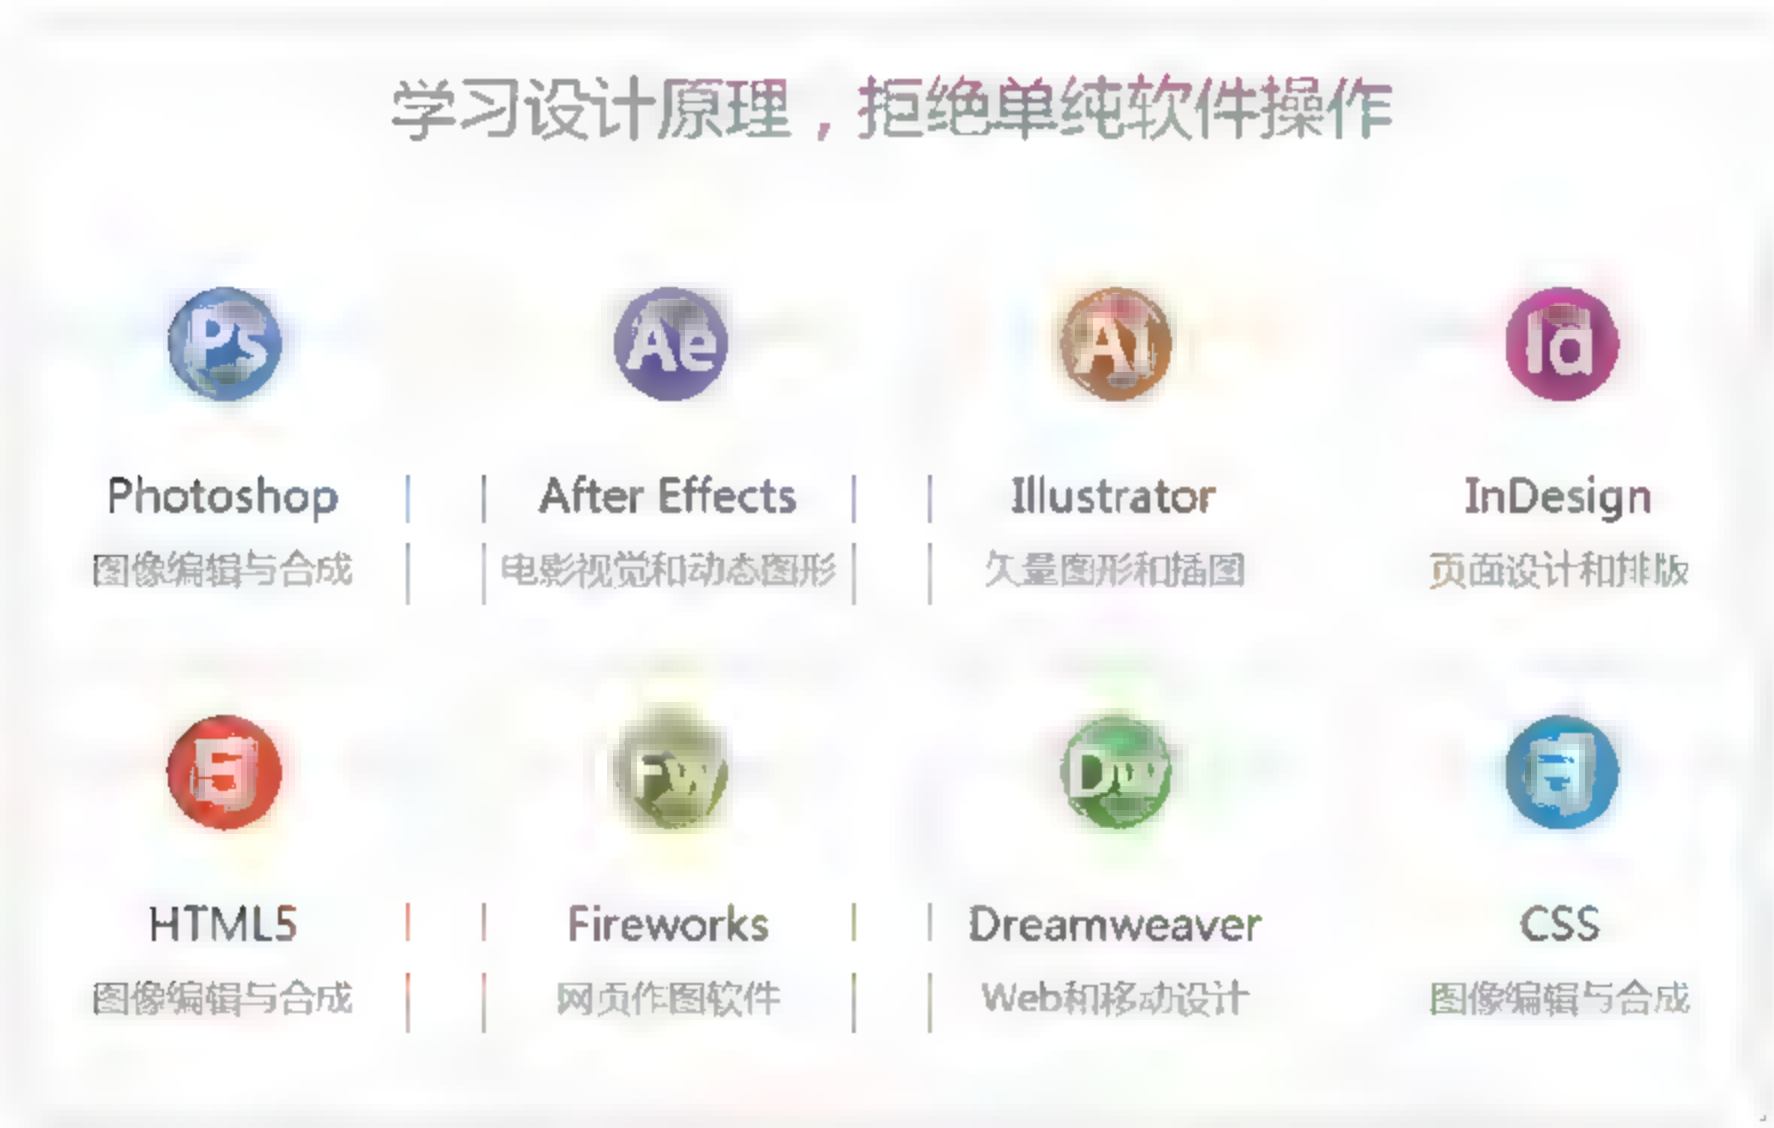 学习设计原理，拒绝单纯软件操作
Ps Ae Ai Id
Photoshop After Effects Illustrator InDesign
图像编辑与合成 电影视觉和动态图形 矢量图形和插图 页面设计和排版
5 Fw Dw 3
HTML5 Fireworks Dreamweaver CSS
图像编辑与合成 网页作图软件 Web和移动设计 图像编辑与合成